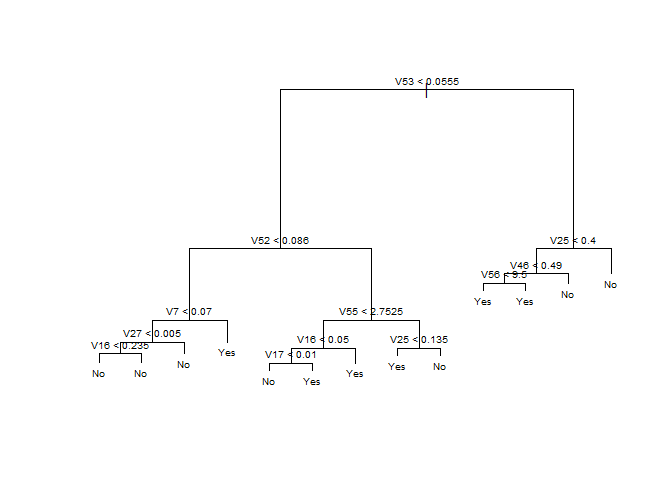 V53 < 0.0555
V52 < 0.086
V25 < 0.4
V46 < 0.49
V56 < 9.5
Yes
Yes
No
No
V7 < 0.07
V55 < 2.7525
V27 < 0.005
V16 < 0.05
V25 < 0.135
V16 < 0.235
Yes
V17 < 0.01
No
No
No
Yes
Yes
No
No
Yes